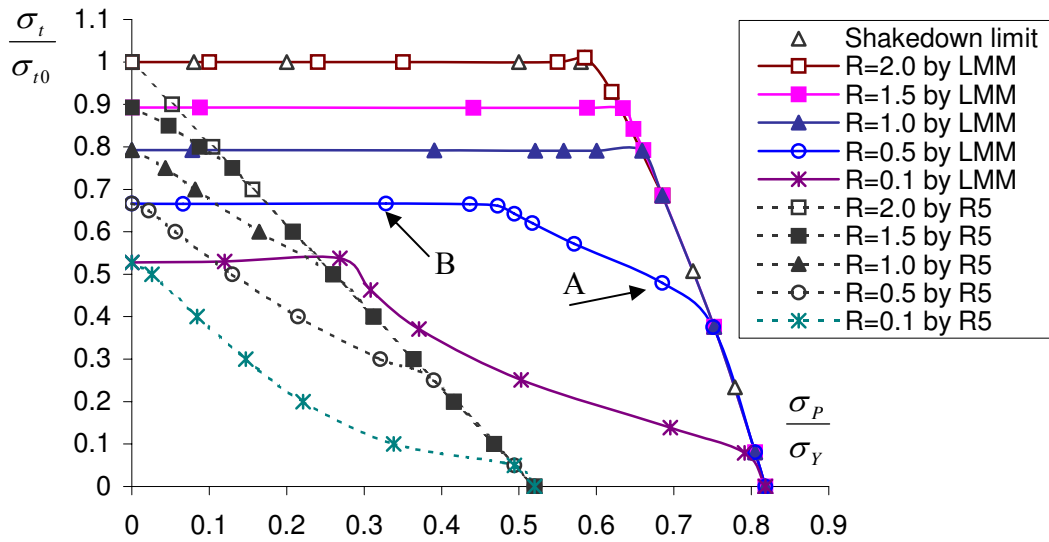 σ_t
σ_t0
1.1
1
0.9
0.8
0.7
0.6
0.5
0.4
0.3
0.2
0.1
0
0 0.1 0.2 0.3 0.4 0.5 0.6 0.7 0.8 0.9
B
A
σ_P
σ_Y
Shakedown limit
R=2.0 by LMM
R=1.5 by LMM
R=1.0 by LMM
R=0.5 by LMM
R=0.1 by LMM
R=2.0 by R5
R=1.5 by R5
R=1.0 by R5
R=0.5 by R5
R=0.1 by R5